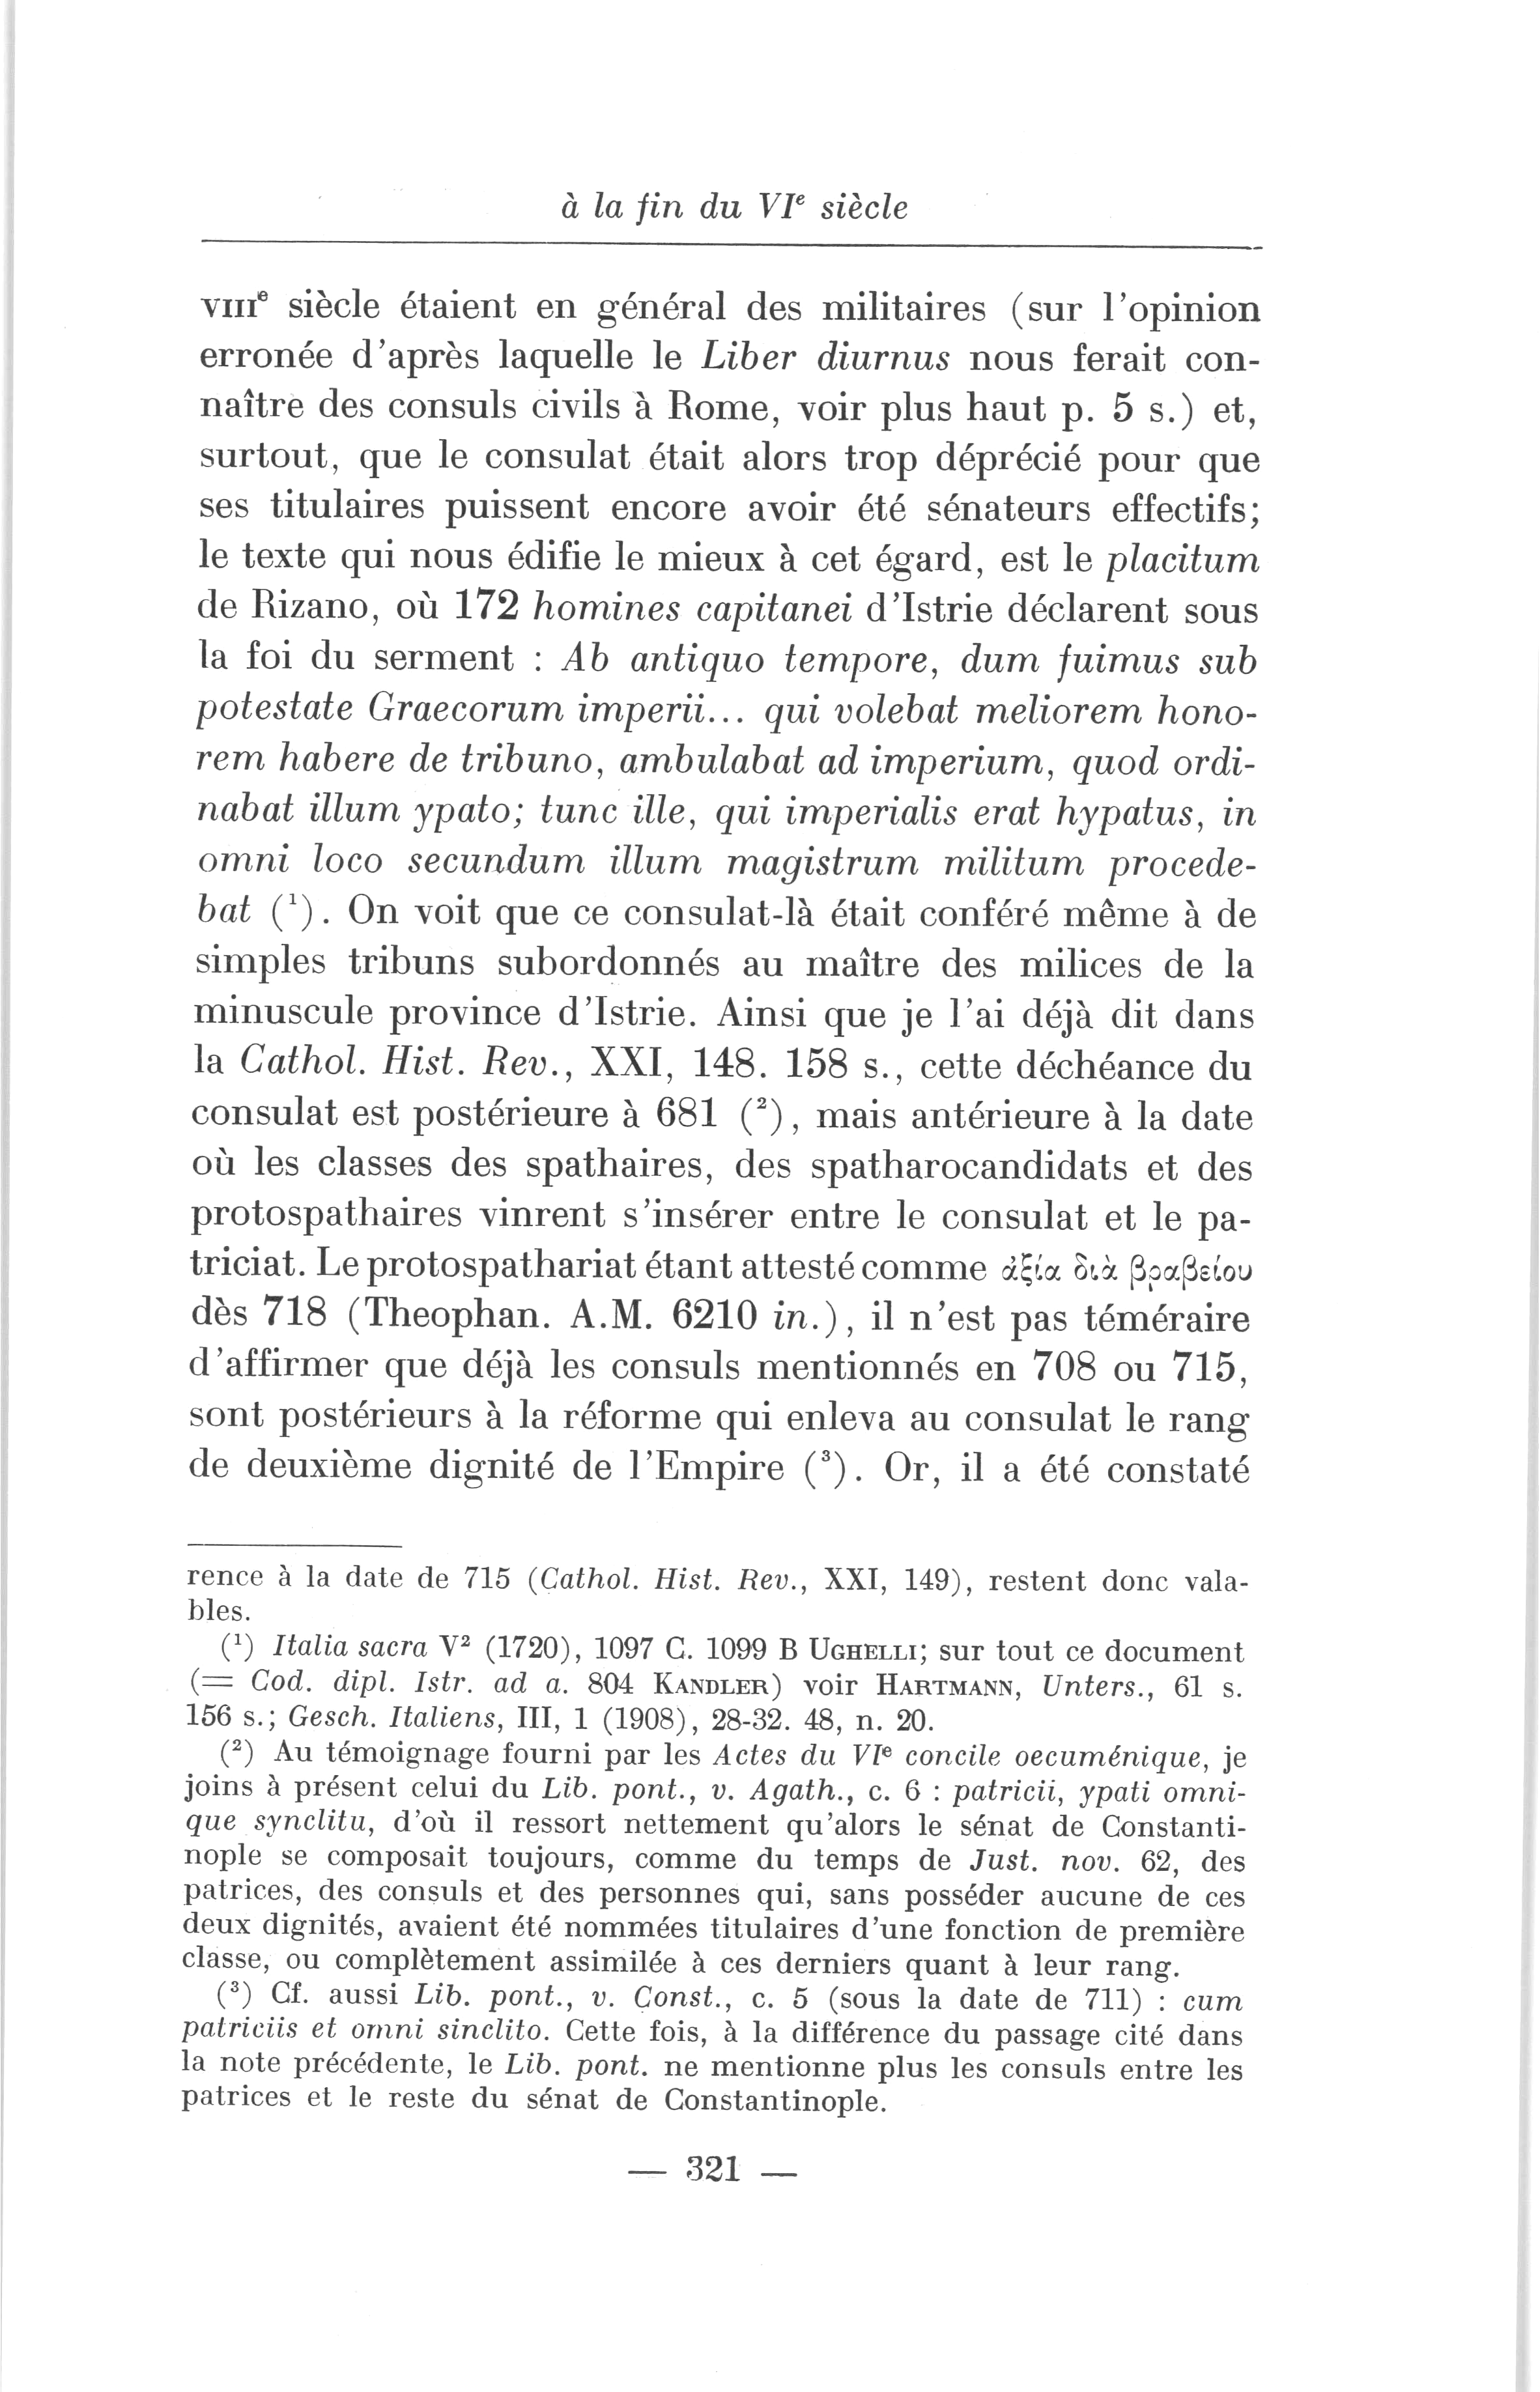 à la fin du VIᵉ siècle
VIIIᵉ siècle étaient en général des militaires (sur l'opinion
erronée d'après laquelle le Liber diurnus nous ferait con-
naître des consuls civils à Rome, voir plus haut p. 5 s.) et,
surtout, que le consulat était alors trop déprécié pour que
ses titulaires puissent encore avoir été sénateurs effectifs;
le texte qui nous édifie le mieux à cet égard, est le placitum
de Rizano, où 172 homines capitanei d'Istrie déclarent sous
la foi du serment : Ab antiquo tempore, dum fuimus sub
potestate Graecorum imperii... qui volebat meliorem hono-
rem habere de tribuno, ambulabat ad imperium, quod ordi-
nabat illum ypato; tunc ille, qui imperialis erat hypatus, in
omni loco secundum illum magistrum militum procede-
bat (¹). On voit que ce consulat-là était conféré même à de
simples tribuns subordonnés au maître des milices de la
minuscule province d'Istrie. Ainsi que je l'ai déjà dit dans
la Cathol. Hist. Rev., XXI, 148. 158 s., cette déchéance du
consulat est postérieure à 681 (²), mais antérieure à la date
où les classes des spathaires, des spatharocandidats et des
protospathaires vinrent s'insérer entre le consulat et le pa-
triciat. Le protospathariat étant attesté comme ἀξία διὰ βραβείου
dès 718 (Theophan. A.M. 6210 in.), il n'est pas téméraire
d'affirmer que déjà les consuls mentionnés en 708 ou 715,
sont postérieurs à la réforme qui enleva au consulat le rang
de deuxième dignité de l'Empire (³). Or, il a été constaté
rence à la date de 715 (Cathol. Hist. Rev., XXI, 149), restent donc vala-
bles.
(¹) Italia sacra V² (1720), 1097 C. 1099 B UGHELLI; sur tout ce document
(= Cod. dipl. Istr. ad a. 804 KANDLER) voir HARTMANN, Unters., 61 s.
156 s.; Gesch. Italiens, III, 1 (1908), 28-32. 48, n. 20.
(²) Au témoignage fourni par les Actes du VIᵉ concile oecuménique, je
joins à présent celui du Lib. pont., v. Agath., c. 6 : patricii, ypati omni-
que synclitu, d'où il ressort nettement qu'alors le sénat de Constanti-
nople se composait toujours, comme du temps de Just. nov. 62, des
patrices, des consuls et des personnes qui, sans posséder aucune de ces
deux dignités, avaient été nommées titulaires d'une fonction de première
classe, ou complètement assimilée à ces derniers quant à leur rang.
(³) Cf. aussi Lib. pont., v. Const., c. 5 (sous la date de 711) : cum
patriciis et omni sinclito. Cette fois, à la différence du passage cité dans
la note précédente, le Lib. pont. ne mentionne plus les consuls entre les
patrices et le reste du sénat de Constantinople.
— 321 —